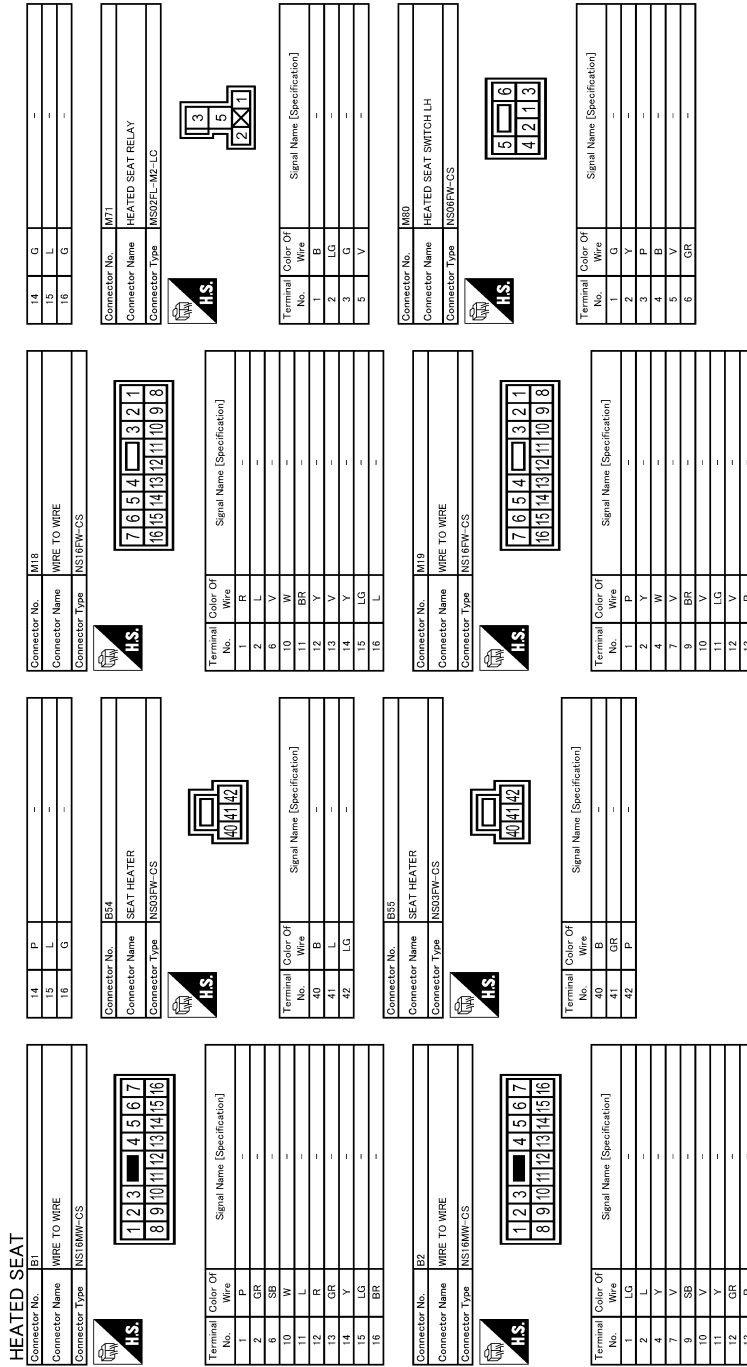 HEATED SEAT
Connector No. B1
Connector Name WIRE TO WIRE
Connector Type NS16MW-CS
H.S.
1 2 3 4 5 6 7
8 9 10 11 12 13 14 15 16
Terminal No. Color Of Wire Signal Name [Specification]
1 P -
2 GR -
6 SB -
10 W -
11 L -
12 R -
13 GR -
14 Y -
15 LG -
16 BR -
Connector No. B2
Connector Name WIRE TO WIRE
Connector Type NS16MW-CS
H.S.
1 2 3 4 5 6 7
8 9 10 11 12 13 14 15 16
Terminal No. Color Of Wire Signal Name [Specification]
1 LG -
2 L -
4 Y -
7 V -
9 SB -
10 V -
11 Y -
12 GR -
14 P -
15 L -
16 G -
Connector No. B54
Connector Name SEAT HEATER
Connector Type NS03FW-CS
H.S.
40 41 42
Terminal No. Color Of Wire Signal Name [Specification]
40 B -
41 L -
42 LG -
Connector No. B55
Connector Name SEAT HEATER
Connector Type NS03FW-CS
H.S.
40 41 42
Terminal No. Color Of Wire Signal Name [Specification]
40 B -
41 GR -
42 P -
Connector No. M18
Connector Name WIRE TO WIRE
Connector Type NS16FW-CS
H.S.
7 6 5 4 3 2 1
16 15 14 13 12 11 10 9 8
Terminal No. Color Of Wire Signal Name [Specification]
1 R -
2 L -
6 V -
10 W -
11 BR -
12 Y -
13 V -
14 Y -
15 LG -
16 L -
Connector No. M19
Connector Name WIRE TO WIRE
Connector Type NS16FW-CS
H.S.
7 6 5 4 3 2 1
16 15 14 13 12 11 10 9 8
Terminal No. Color Of Wire Signal Name [Specification]
1 P -
2 Y -
4 W -
7 V -
9 BR -
10 V -
11 LG -
12 V -
14 G -
15 L -
16 G -
Connector No. M71
Connector Name HEATED SEAT RELAY
Connector Type MS02FL-M2-LC
H.S.
3
5
2 1
Terminal No. Color Of Wire Signal Name [Specification]
1 B -
2 LG -
3 G -
5 V -
Connector No. M80
Connector Name HEATED SEAT SWITCH LH
Connector Type NS06FW-CS
H.S.
5 6
4 2 1 3
Terminal No. Color Of Wire Signal Name [Specification]
1 G -
2 Y -
3 P -
4 B -
5 V -
6 GR -